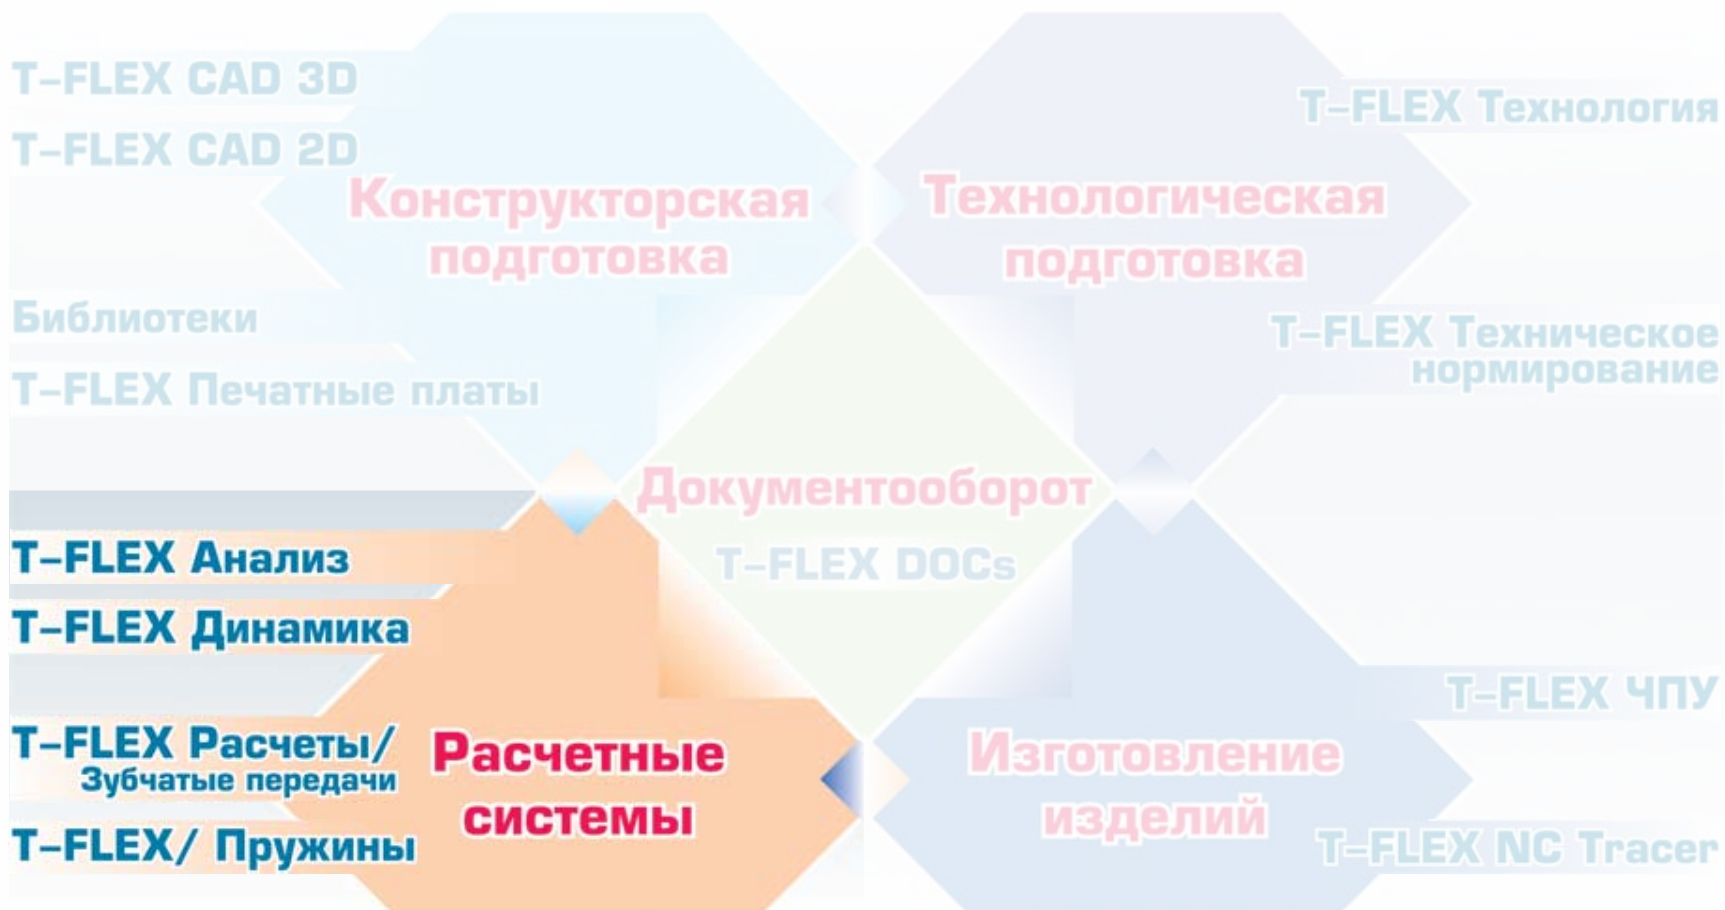 T–FLEX CAD 3D
T–FLEX CAD 2D
Конструкторская
подготовка
Библиотеки
T–FLEX Печатные платы
T–FLEX Технология
Технологическая
подготовка
T–FLEX Техническое
нормирование
Документооборот
T–FLEX DOCs
T–FLEX Анализ
T–FLEX Динамика
T–FLEX Расчеты/
Зубчатые передачи
T–FLEX/ Пружины
Расчетные
системы
Изготовление
изделий
T–FLEX ЧПУ
T–FLEX NC Tracer